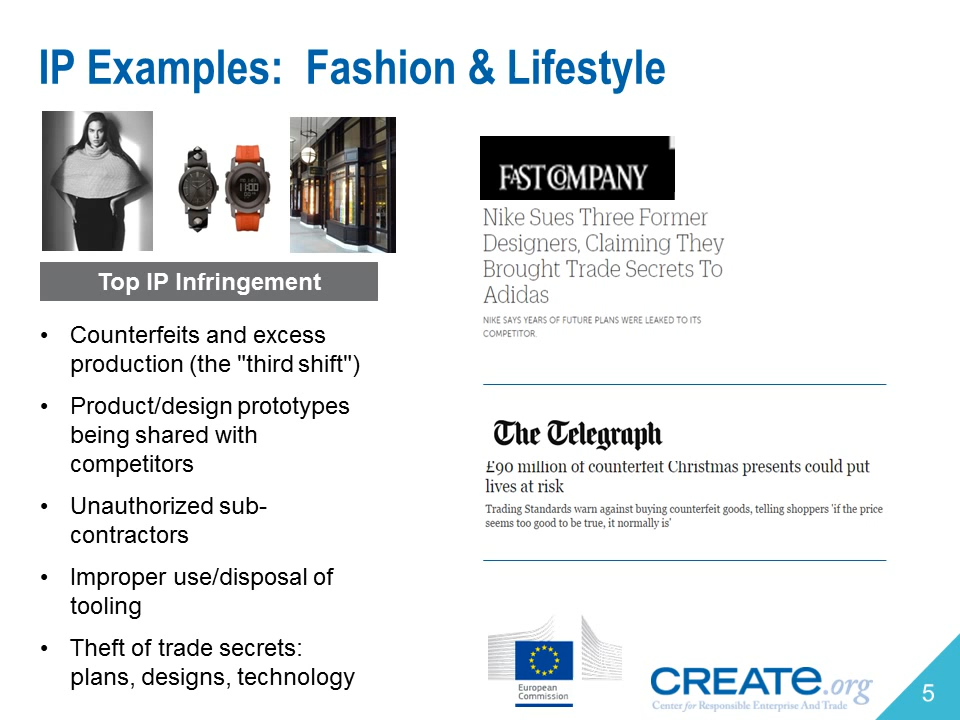 IP Examples: Fashion & Lifestyle
Top IP Infringement
• Counterfeits and excess
production (the "third shift")
• Product/design prototypes
being shared with
competitors
• Unauthorized sub-
contractors
• Improper use/disposal of
tooling
• Theft of trade secrets:
plans, designs, technology
FAST COMPANY
Nike Sues Three Former
Designers, Claiming They
Brought Trade Secrets To
Adidas
NIKE SAYS YEARS OF FUTURE PLANS WERE LEAKED TO ITS
COMPETITOR.
The Telegraph
£90 million of counterfeit Christmas presents could put
lives at risk
Trading Standards warn against buying counterfeit goods, telling shoppers 'if the price
seems too good to be true, it normally is'
European
Commission
CREATe.org
Center for Responsible Enterprise And Trade
5